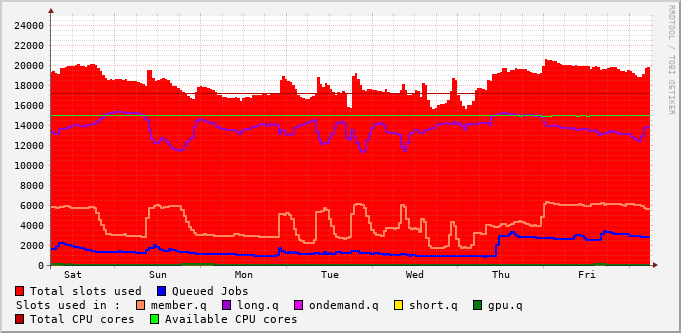 RRDTOOL / TOBI OETIKER
24000
22000
20000
18000
16000
14000
12000
10000
8000
6000
4000
2000
0
Sat Sun Mon Tue Wed Thu Fri
Total slots used Queued Jobs
Slots used in : member.q long.q ondemand.q short.q gpu.q
Total CPU cores Available CPU cores